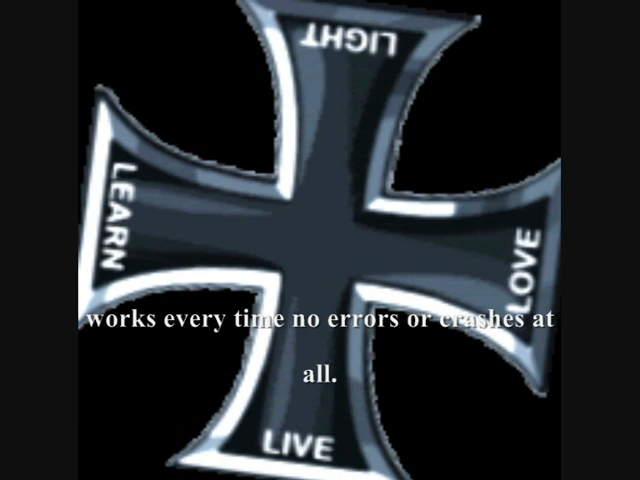 LIGHT
LEARN
LOVE
works every time no errors or crashes at
all.
LIVE